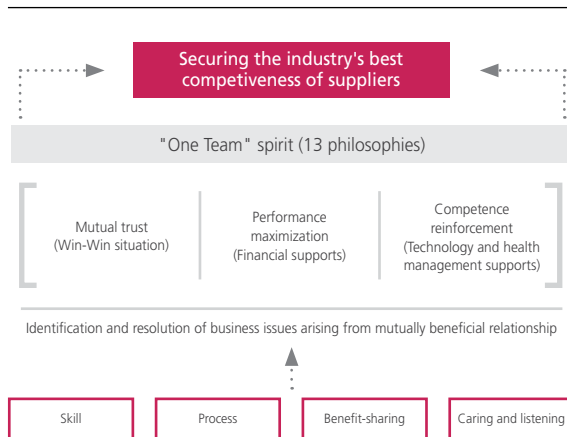 Securing the industry's best
competiveness of suppliers
"One Team" spirit (13 philosophies)
Mutual trust
(Win-Win situation)
Performance
maximization
(Financial supports)
Competence
reinforcement
(Technology and health
management supports)
Identification and resolution of business issues arising from mutually beneficial relationship
Skill
Process
Benefit-sharing
Caring and listening